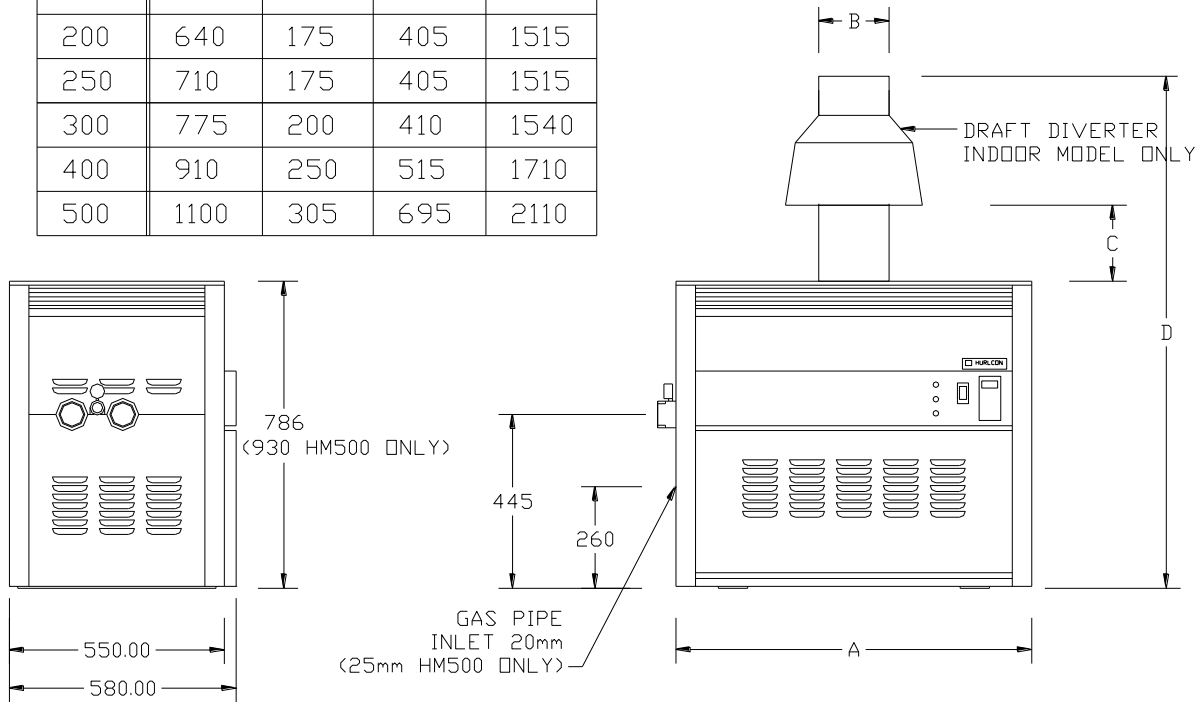 200 640 175 405 1515
250 710 175 405 1515
300 775 200 410 1540
400 910 250 515 1710
500 1100 305 695 2110
B
DRAFT DIVERTER
INDOOR MODEL ONLY
C
D
HURLCON
786
(930 HM500 ONLY)
445
260
GAS PIPE
INLET 20mm
(25mm HM500 ONLY)
A
550.00
580.00